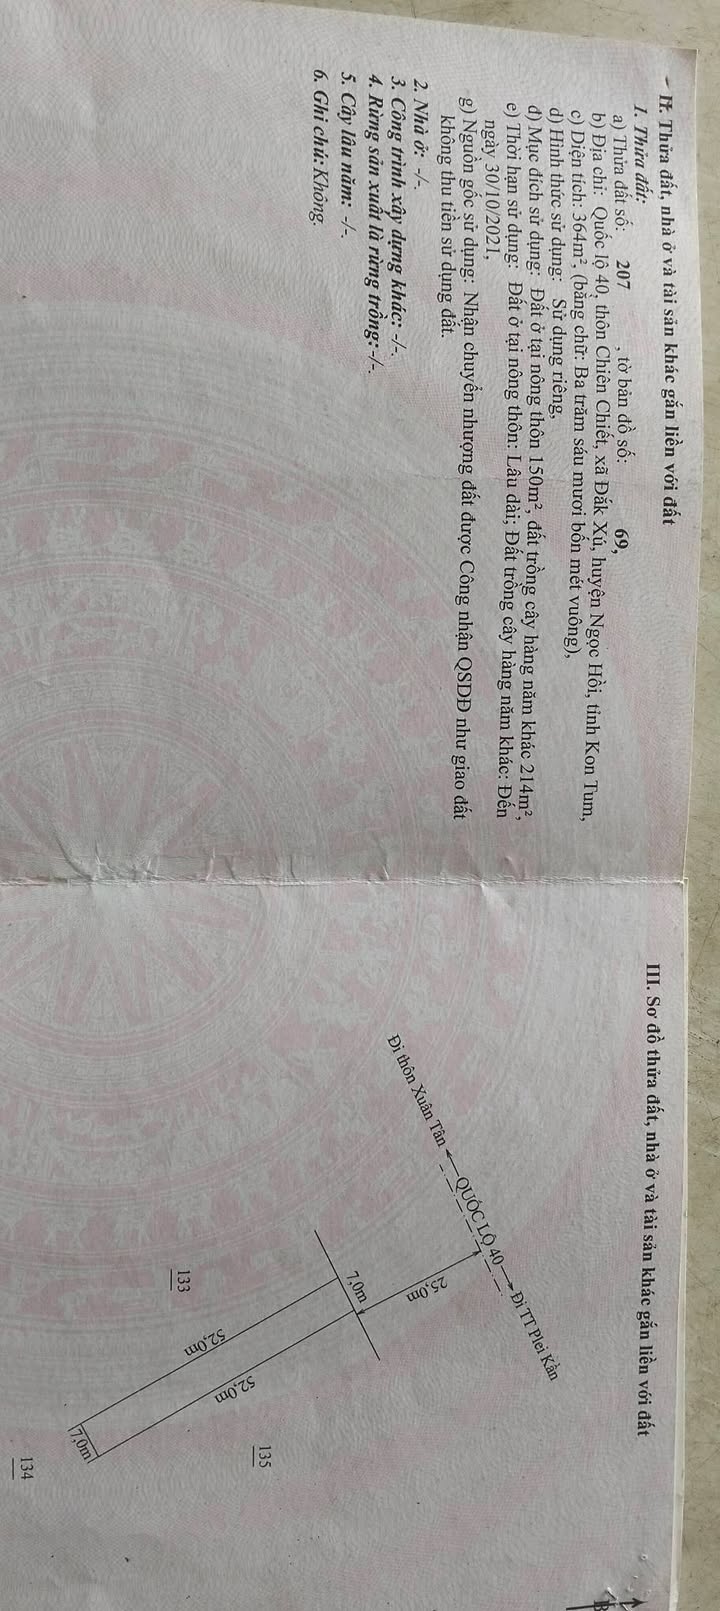 II. Thửa đất, nhà ở và tài sản khác gắn liền với đất
1. Thửa đất:
a) Thửa đất số: 207 , tờ bản đồ số: 69,
b) Địa chỉ: Quốc lộ 40, thôn Chiên Chiết, xã Đắk Xú, huyện Ngọc Hồi, tỉnh Kon Tum,
c) Diện tích: 364m², (bằng chữ: Ba trăm sáu mươi bốn mét vuông),
d) Hình thức sử dụng: Sử dụng riêng,
đ) Mục đích sử dụng: Đất ở tại nông thôn 150m², đất trồng cây hàng năm khác 214m²,
e) Thời hạn sử dụng: Đất ở tại nông thôn: Lâu dài; Đất trồng cây hàng năm khác: Đến
ngày 30/10/2021,
g) Nguồn gốc sử dụng: Nhận chuyển nhượng đất được Công nhận QSDĐ như giao đất
không thu tiền sử dụng đất.
2. Nhà ở: -/-.
3. Công trình xây dựng khác: -/-.
4. Rừng sản xuất là rừng trồng: -/-.
5. Cây lâu năm: -/-.
6. Ghi chú: Không.
III. Sơ đồ thửa đất, nhà ở và tài sản khác gắn liền với đất
B
Đi TT Plei Kần
QUỐC LỘ 40
Đi thôn Xuân Tân
25,0m
7,0m
135
52,0m
52,0m
133
7,0m
134